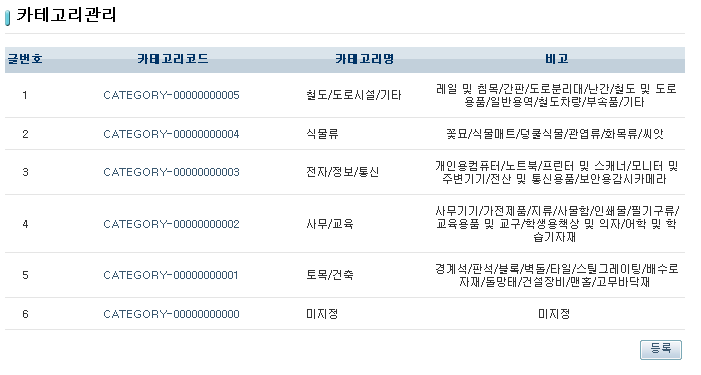 카테고리관리
글번호 카테고리코드 카테고리명 비고
1 CATEGORY-00000000005 철도/도로시설/기타 레일 및 침목/간판/도로분리대/난간/철도 및 도로
용품/일반용역/철도차량/부속품/기타
2 CATEGORY-00000000004 식물류 꽃묘/식물매트/덩쿨식물/관엽류/화목류/씨앗
3 CATEGORY-00000000003 전자/정보/통신 개인용컴퓨터/노트북/프린터 및 스캐너/모니터 및
주변기기/전산 및 통신용품/보안용감시카메라
4 CATEGORY-00000000002 사무/교육 사무기기/가전제품/지류/사물함/인쇄물/필기구류/
교육용품 및 교구/학생용책상 및 의자/어학 및 학
습기자재
5 CATEGORY-00000000001 토목/건축 경계석/판석/블록/벽돌/타일/스틸그레이팅/배수로
자재/돌망태/건설장비/맨홀/고무바닥재
6 CATEGORY-00000000000 미지정 미지정
등록